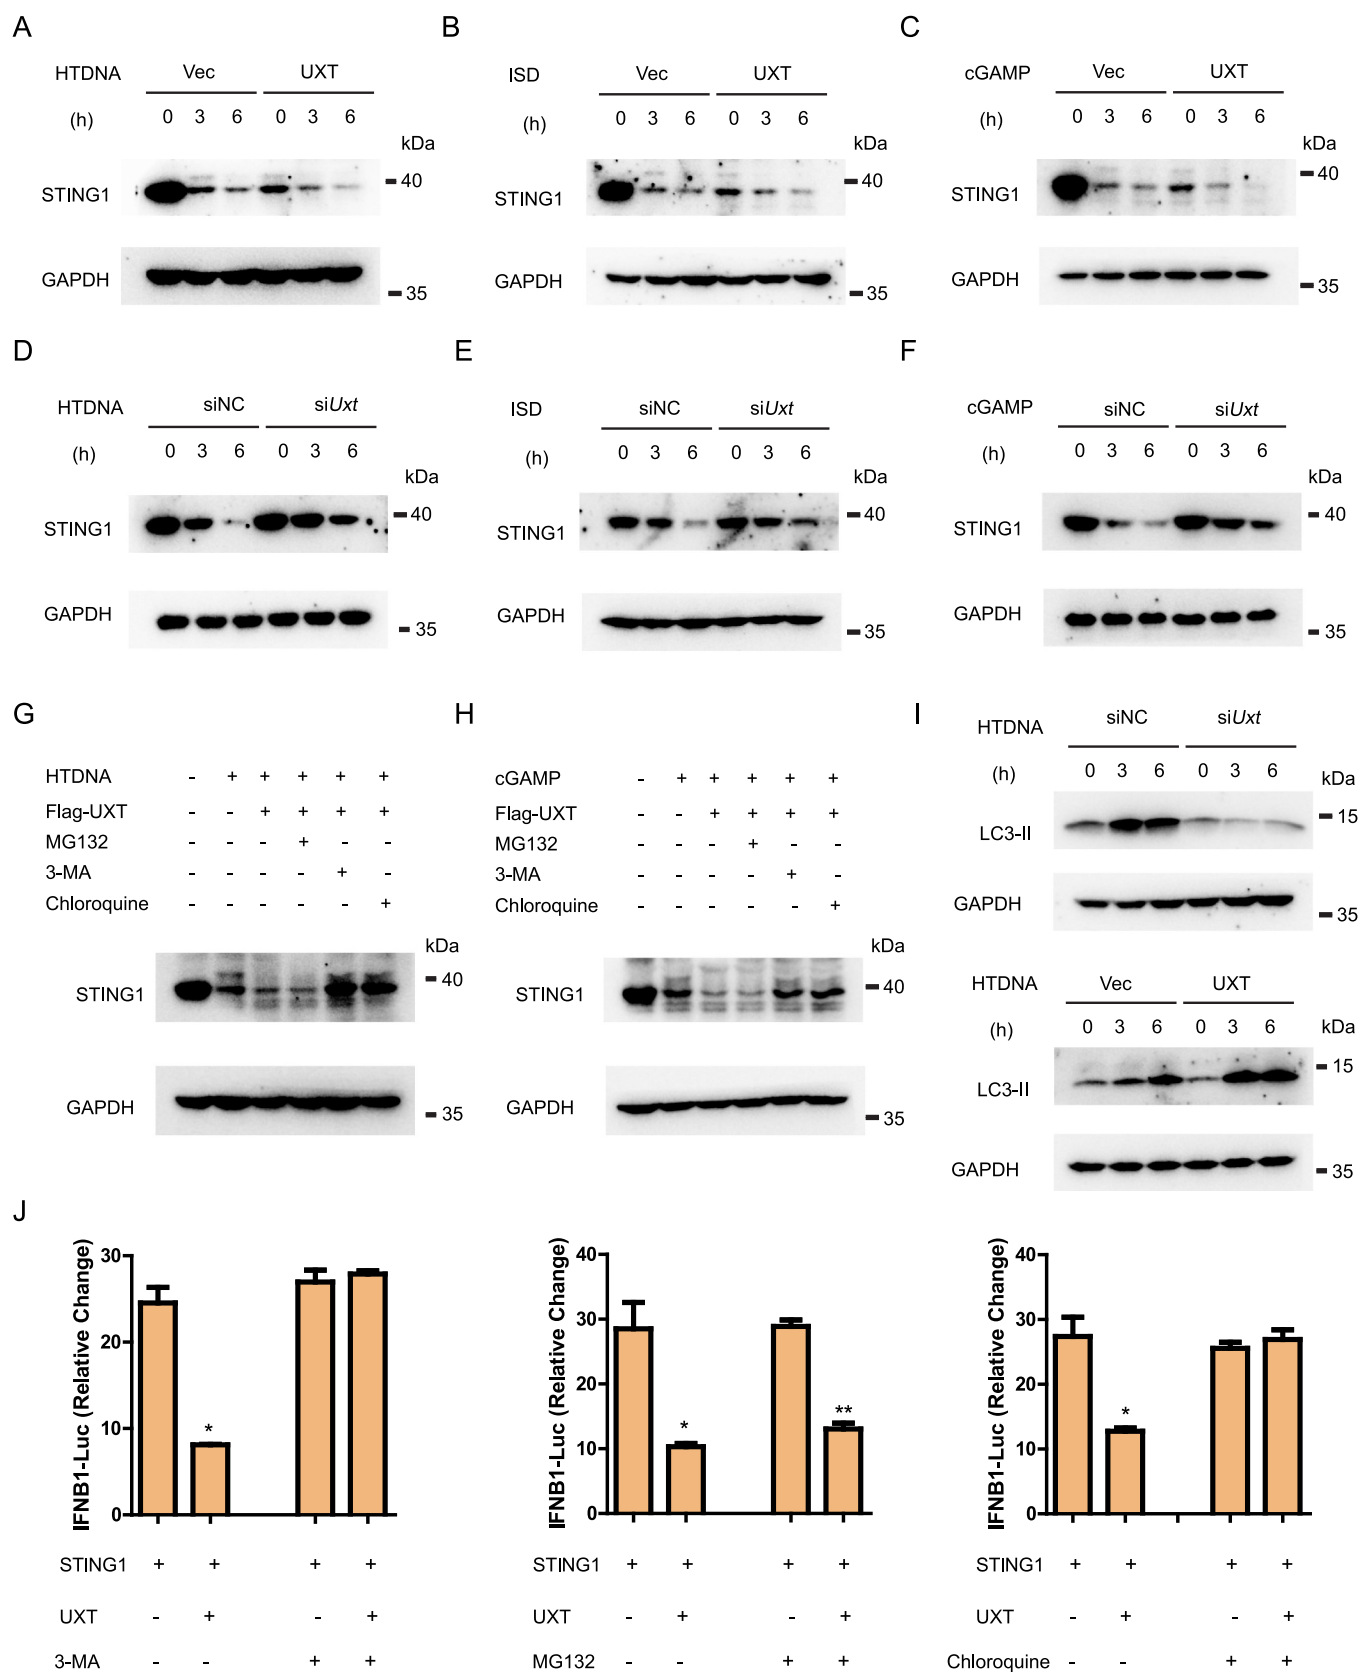 A
HTDNA Vec UXT
(h) 0 3 6 0 3 6
kDa
STING1 40
GAPDH 35
B
ISD Vec UXT
(h) 0 3 6 0 3 6
kDa
STING1 40
GAPDH 35
C
cGAMP Vec UXT
(h) 0 3 6 0 3 6
kDa
STING1 40
GAPDH 35
D
HTDNA siNC siUxt
(h) 0 3 6 0 3 6
kDa
STING1 40
GAPDH 35
E
ISD siNC siUxt
(h) 0 3 6 0 3 6
kDa
STING1 40
GAPDH 35
F
cGAMP siNC siUxt
(h) 0 3 6 0 3 6
kDa
STING1 40
GAPDH 35
G
HTDNA - + + + + +
Flag-UXT - - + + + +
MG132 - - - + - -
3-MA - - - - + -
Chloroquine - - - - - +
kDa
STING1 40
GAPDH 35
H
cGAMP - + + + + +
Flag-UXT - - + + + +
MG132 - - - + - -
3-MA - - - - + -
Chloroquine - - - - - +
kDa
STING1 40
GAPDH 35
I
HTDNA siNC siUxt
(h) 0 3 6 0 3 6
kDa
LC3-II 15
GAPDH 35
HTDNA Vec UXT
(h) 0 3 6 0 3 6
kDa
LC3-II 15
GAPDH 35
J
IFNB1-Luc (Relative Change)
30
20
10
0
*
STING1 + + + +
UXT - + - +
3-MA - - + +
IFNB1-Luc (Relative Change)
40
30
20
10
0
*
**
STING1 + + + +
UXT - + - +
MG132 - - + +
IFNB1-Luc (Relative Change)
40
30
20
10
0
*
STING1 + + + +
UXT - + - +
Chloroquine - - + +